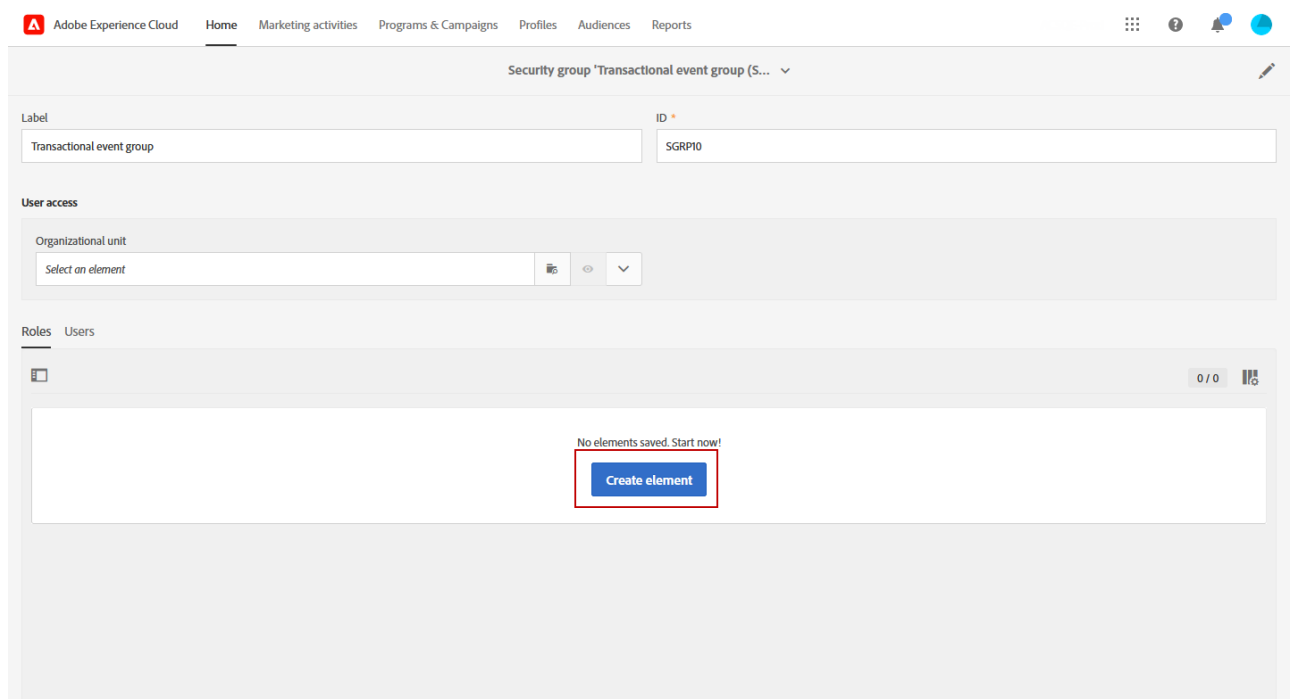 Adobe Experience Cloud Home Marketing activities Programs & Campaigns Profiles Audiences Reports
Security group 'Transactional event group (S...
Label
ID *
Transactional event group
SGRP10
User access
Organizational unit
Select an element
Roles Users
0 / 0
No elements saved. Start now!
Create element